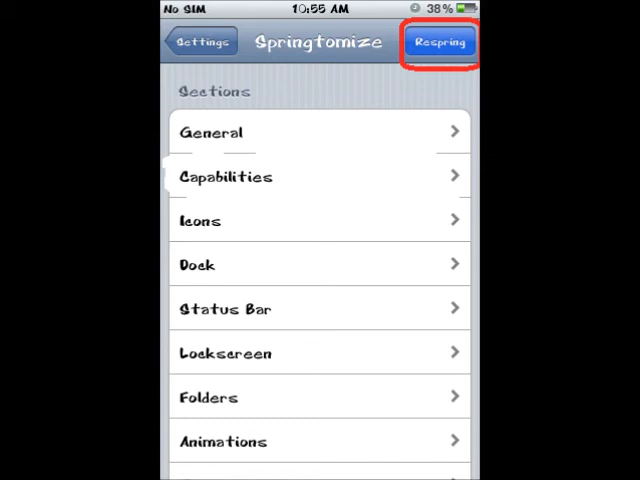 No SIM 10:55 AM 38%
Settings Springtomize Respring
Sections
General
Capabilities
Icons
Dock
Status Bar
Lockscreen
Folders
Animations